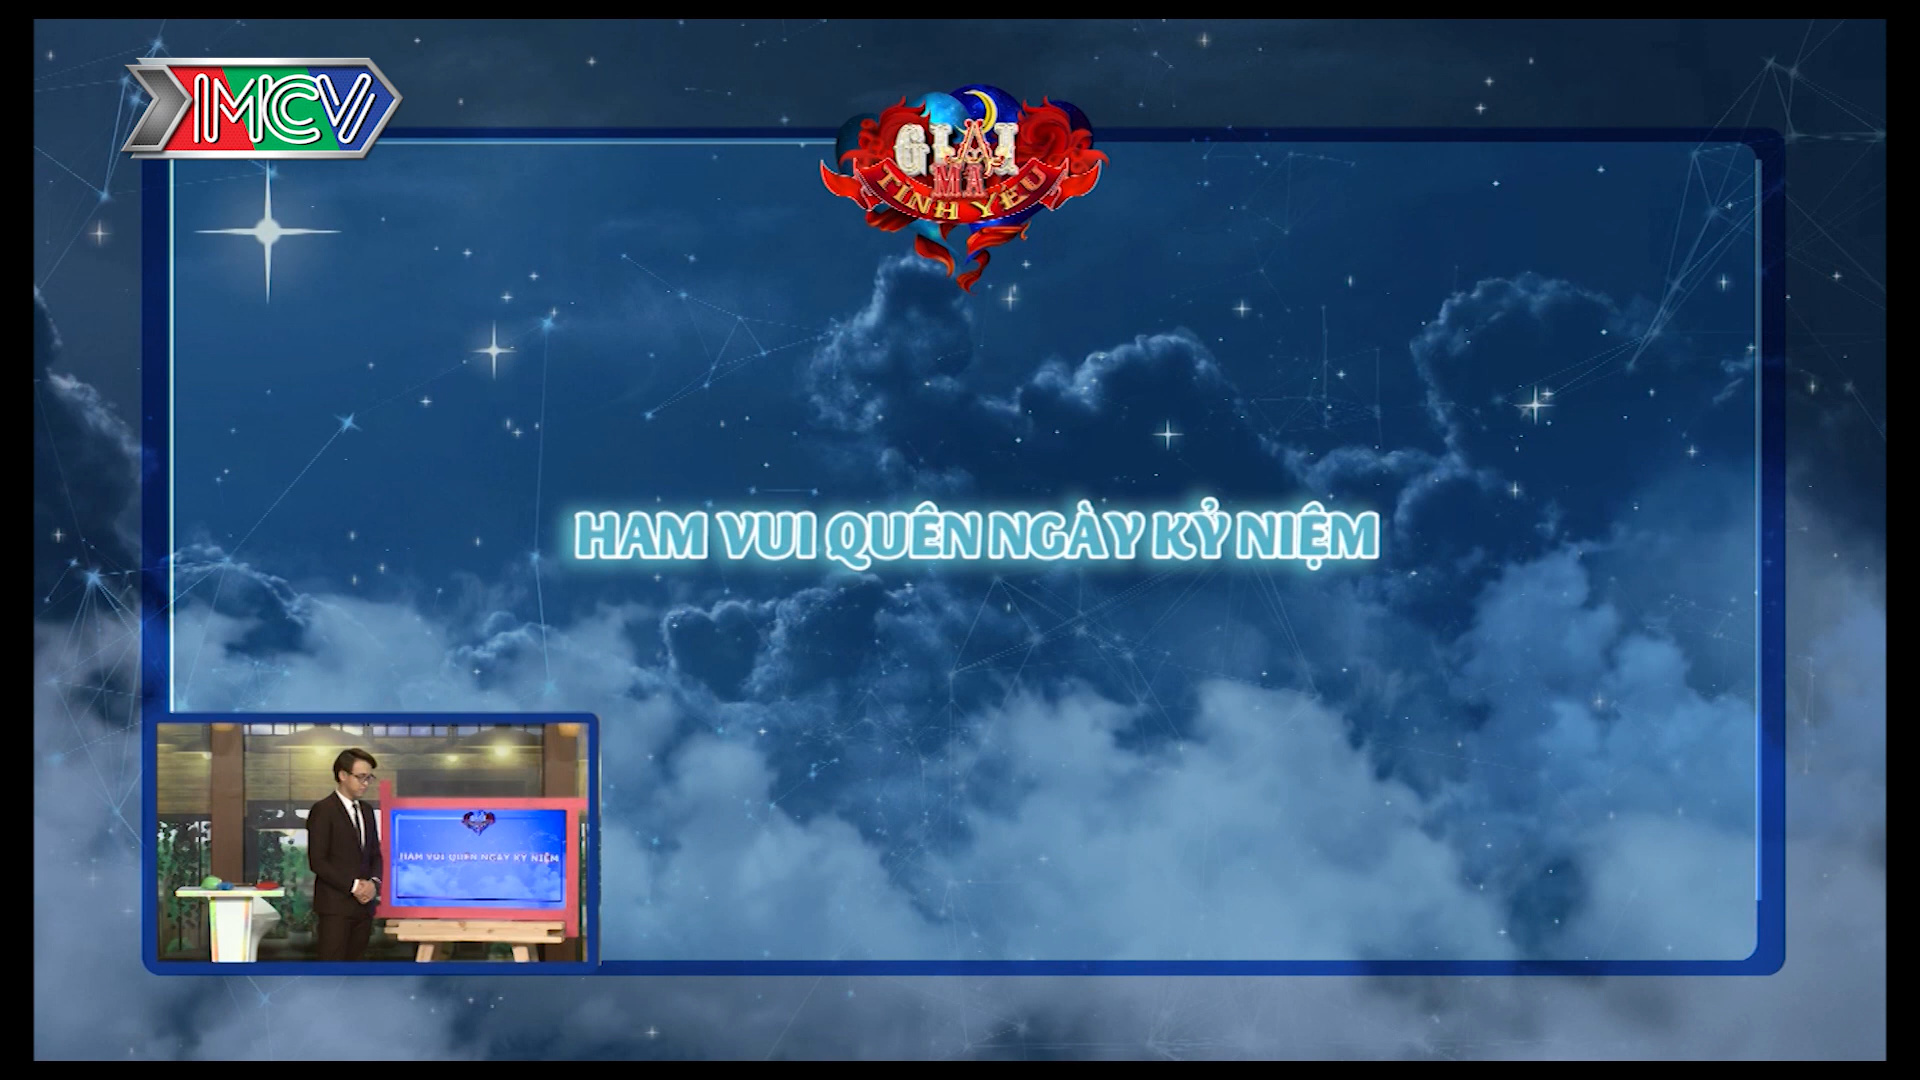 MCV
GIẢI
MÃ
TÌNH YÊU
HAM VUI QUÊN NGÀY KỶ NIỆM
HAM VUI QUÊN NGÀY KỶ NIỆM